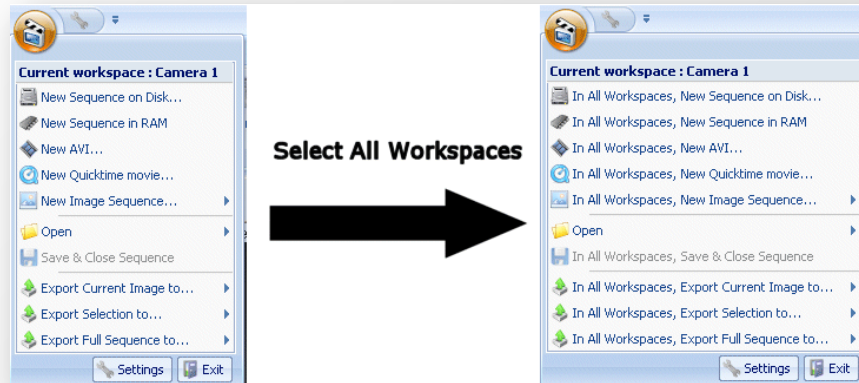 Current workspace : Camera 1
New Sequence on Disk...
New Sequence in RAM
New AVI...
New Quicktime movie...
New Image Sequence...
Open
Save & Close Sequence
Export Current Image to...
Export Selection to...
Export Full Sequence to...
Settings
Exit
Select All Workspaces
Current workspace : Camera 1
In All Workspaces, New Sequence on Disk...
In All Workspaces, New Sequence in RAM
In All Workspaces, New AVI...
In All Workspaces, New Quicktime movie...
In All Workspaces, New Image Sequence...
Open
In All Workspaces, Save & Close Sequence
In All Workspaces, Export Current Image to...
In All Workspaces, Export Selection to...
In All Workspaces, Export Full Sequence to...
Settings
Exit